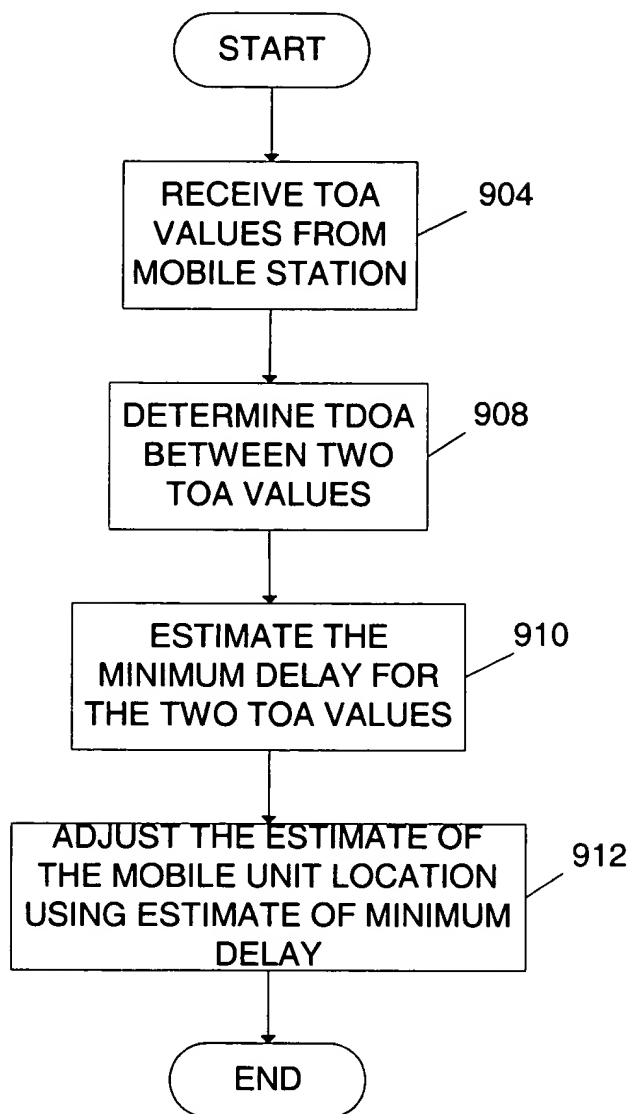 START
RECEIVE TOA
VALUES FROM
MOBILE STATION
904
DETERMINE TDOA
BETWEEN TWO
TOA VALUES
908
ESTIMATE THE
MINIMUM DELAY FOR
THE TWO TOA VALUES
910
ADJUST THE ESTIMATE OF
THE MOBILE UNIT LOCATION
USING ESTIMATE OF MINIMUM
DELAY
912
END